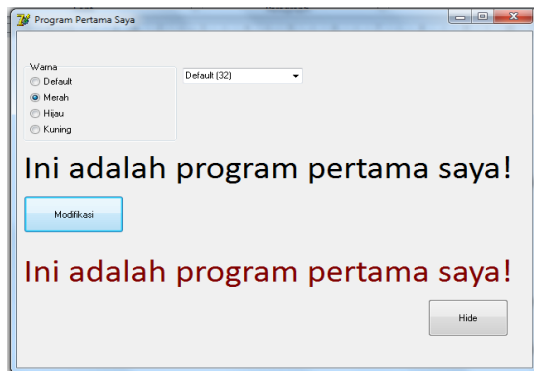 Program Pertama Saya
Warna
Default
Merah
Hijau
Kuning
Default (32)
Ini adalah program pertama saya!
Modifikasi
Ini adalah program pertama saya!
Hide